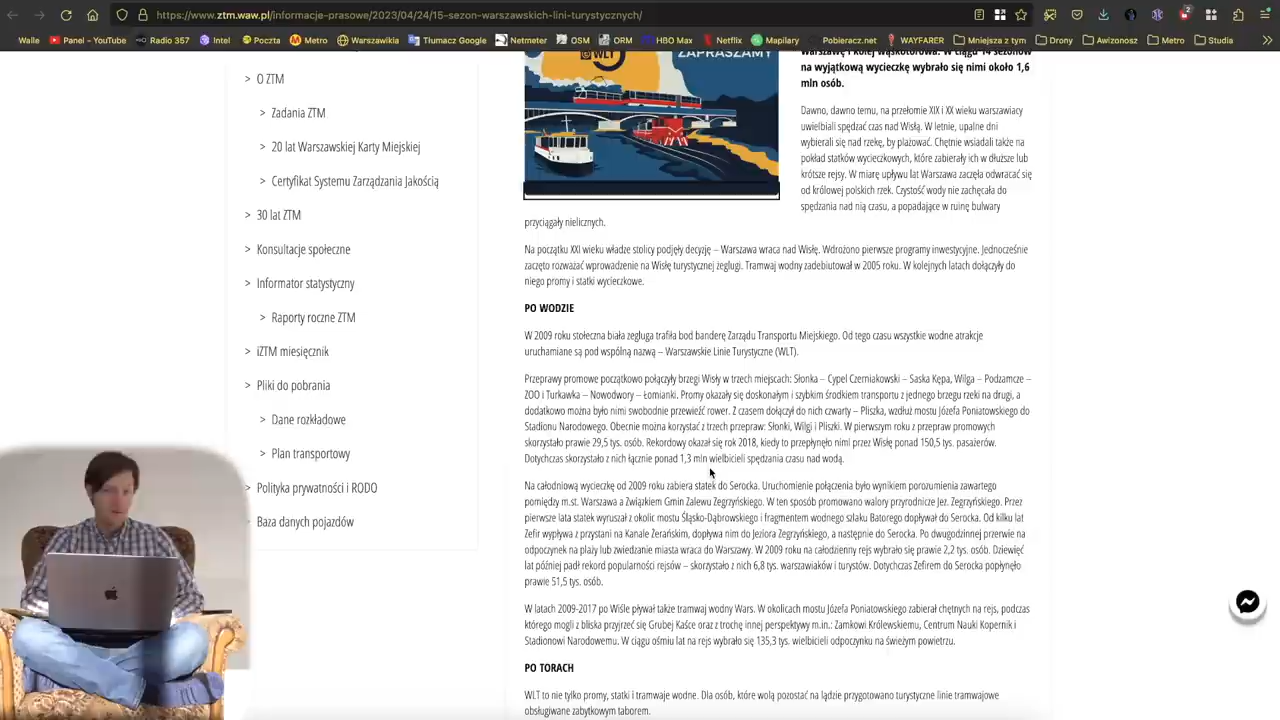 https://www.ztm.waw.pl/informacje-prasowe/2023/04/24/15-sezon-warszawskich-lini-turystycznych/
2
Walle Panel - YouTube Radio 357 Intel Poczta Metro Warszawikia Tłumacz Google Netmeter OSM ORM HBO Max Netflix Mapilary Pobieracz.net WAYFARER Mam/Trzeba Drony Awizonosz Metro Studia
> O ZTM
> Zadania ZTM
> 20 lat Warszawskiej Karty Miejskiej
> Certyfikat Systemu Zarządzania Jakością
> 30 lat ZTM
> Konsultacje społeczne
> Informator statystyczny
> Raporty roczne ZTM
> iZTM miesięcznik
> Pliki do pobrania
> Dane rozkładowe
> Plan transportowy
> Polityka prywatności i RODO
Baza danych pojazdów
@WLT
ZAPRASZAMY
warszawę i kolej wąskotorową. W ciągu 14 sezonów
na wyjątkową wycieczkę wybrało się nimi około 1,6
mln osób.
Dawno, dawno temu, na przełomie XIX i XX wieku warszawiacy
uwielbiali spędzać czas nad Wisłą. W letnie, upalne dni
wybierali się nad rzekę, by plażować. Chętnie wsiadali także na
pokład statków wycieczkowych, które zabierały ich w dłuższe lub
krótsze rejsy. W miarę upływu lat Warszawa zaczęła odwracać się
od królowej polskich rzek. Czystość wody nie zachęcała do
spędzania nad nią czasu, a popadające w ruinę bulwary
przyciągały nielicznych.
Na początku XXI wieku władze stolicy podjęły decyzję – Warszawa wraca nad Wisłę. Wdrożono pierwsze programy inwestycyjne. Jednocześnie
zaczęto rozważać wprowadzenie na Wisłę turystycznej żeglugi. Tramwaj wodny zadebiutował w 2005 roku. W kolejnych latach dołączyły do
niego promy i statki wycieczkowe.
PO WODZIE
W 2009 roku stołeczna biała żegluga trafiła bod banderę Zarządu Transportu Miejskiego. Od tego czasu wszystkie wodne atrakcje
uruchamiane są pod wspólną nazwą – Warszawskie Linie Turystyczne (WLT).
Przeprawy promowe początkowo połączyły brzegi Wisły w trzech miejscach: Słonka – Cypel Czerniakowski – Saska Kępa, Wilga – Podzamcze –
ZOO i Turkawka – Nowodwory – Łomianki. Promy okazały się doskonałym i szybkim środkiem transportu z jednego brzegu rzeki na drugi, a
dodatkowo można było nimi swobodnie przewieźć rower. Z czasem dołączył do nich czwarty – Pliszka, wzdłuż mostu Józefa Poniatowskiego do
Stadionu Narodowego. Obecnie można korzystać z trzech przepraw: Słonki, Wilgi i Pliszki. W pierwszym roku z przepraw promowych
skorzystało prawie 29,5 tys. osób. Rekordowy okazał się rok 2018, kiedy to przepłynęło nimi przez Wisłę ponad 150,5 tys. pasażerów.
Dotychczas skorzystało z nich łącznie ponad 1,3 mln wielbicieli spędzania czasu nad wodą.
Na całodniową wycieczkę od 2009 roku zabiera statek do Serocka. Uruchomienie połączenia było wynikiem porozumienia zawartego
pomiędzy m.st. Warszawa a Związkiem Gmin Zalewu Zegrzyńskiego. W ten sposób promowano walory przyrodnicze Jez. Zegrzyńskiego. Przez
pierwsze lata statek wyruszał z okolic mostu Śląsko-Dąbrowskiego i fragmentem wodnego szlaku Batorego dopływał do Serocka. Od kilku lat
Zefir wypływa z przystani na Kanale Żerańskim, dopływa nim do Jeziora Zegrzyńskiego, a następnie do Serocka. Po dwugodzinnej przerwie na
odpoczynek na plaży lub zwiedzanie miasta wraca do Warszawy. W 2009 roku na całodzienny rejs wybrało się prawie 2,2 tys. osób. Dziewięć
lat później padł rekord popularności rejsów – skorzystało z nich 6,8 tys. warszawiaków i turystów. Dotychczas Zefirem do Serocka popłynęło
prawie 51,5 tys. osób.
W latach 2009-2017 po Wiśle pływał także tramwaj wodny Wars. W okolicach mostu Józefa Poniatowskiego zabierał chętnych na rejs, podczas
którego mogli z bliska przyjrzeć się Grubej Kaśce oraz z trochę innej perspektywy m.in.: Zamkowi Królewskiemu, Centrum Nauki Kopernik i
Stadionowi Narodowemu. W ciągu ośmiu lat na rejs wybrało się 135,3 tys. wielbicieli odpoczynku na świeżym powietrzu.
PO TORACH
WLT to nie tylko promy, statki i tramwaje wodne. Dla osób, które wolą pozostać na lądzie przygotowano turystyczne linie tramwajowe
obsługiwane zabytkowym taborem.